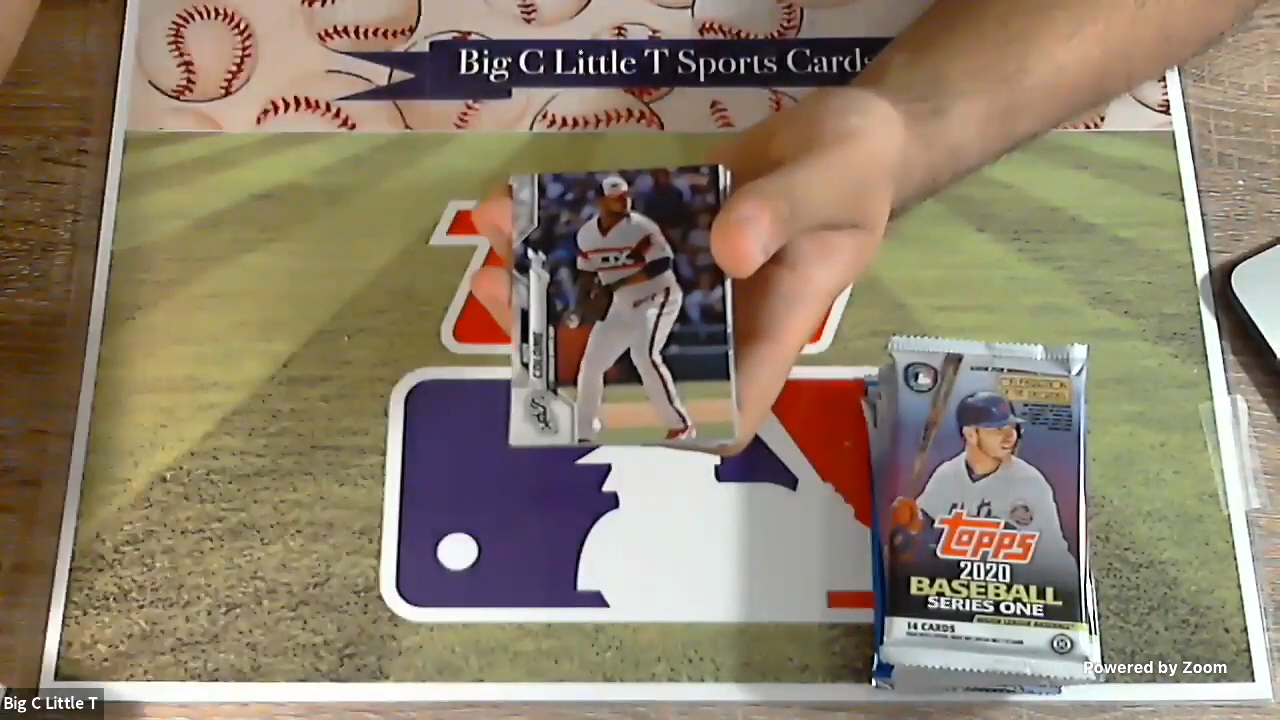 Big C Little T Sports Cards
topps
2020
BASEBALL
SERIES ONE
14 CARDS
Powered by Zoom
Big C Little T